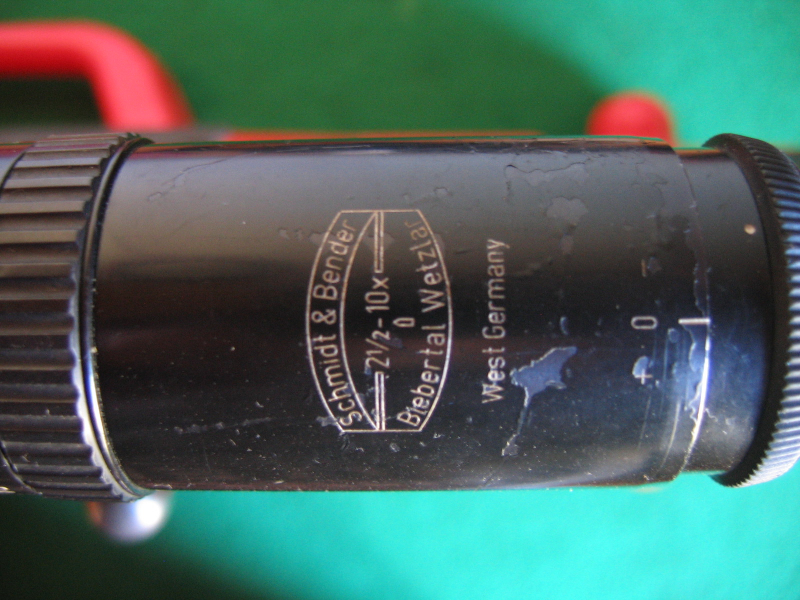 Schmidt & Bender
2½-10x
0
Biebertal Wetzlar
West Germany
+ 0 -